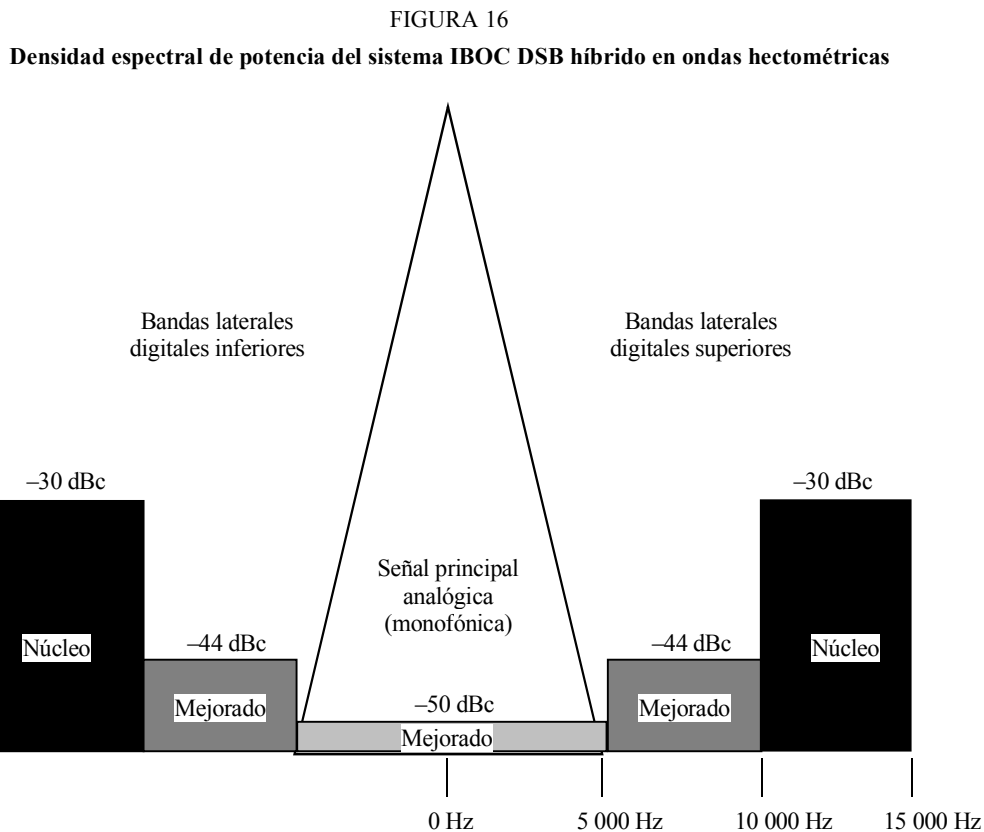 FIGURA 16
Densidad espectral de potencia del sistema IBOC DSB híbrido en ondas hectométricas
Bandas laterales
digitales inferiores
Bandas laterales
digitales superiores
–30 dBc
–30 dBc
Señal principal
analógica
(monofónica)
Núcleo
–44 dBc
–44 dBc
Núcleo
Mejorado
–50 dBc
Mejorado
Mejorado
0 Hz
5 000 Hz
10 000 Hz
15 000 Hz